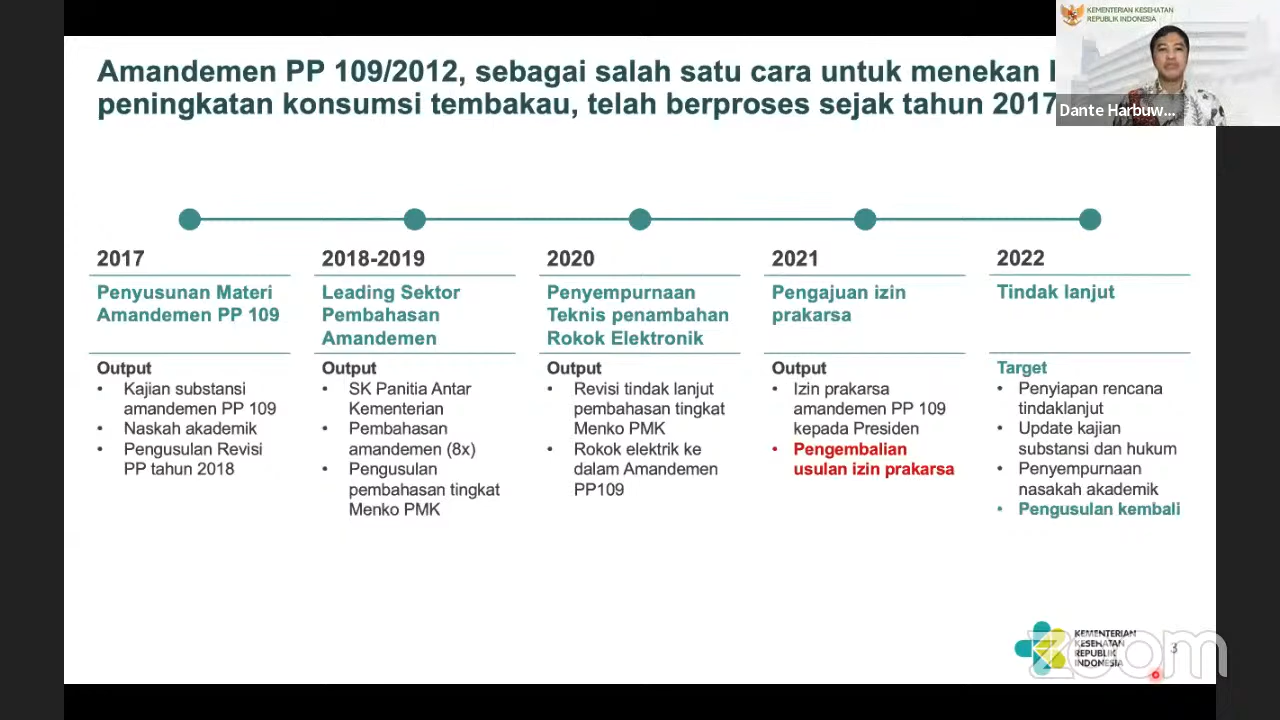 Amandemen PP 109/2012, sebagai salah satu cara untuk menekan
peningkatan konsumsi tembakau, telah berproses sejak tahun 2017
KEMENTERIAN KESEHATAN
REPUBLIK INDONESIA
Dante Harbuw...
2017
Penyusunan Materi
Amandemen PP 109
Output
• Kajian substansi
amandemen PP 109
• Naskah akademik
• Pengusulan Revisi
PP tahun 2018
2018-2019
Leading Sektor
Pembahasan
Amandemen
Output
• SK Panitia Antar
Kementerian
• Pembahasan
amandemen (8x)
• Pengusulan
pembahasan tingkat
Menko PMK
2020
Penyempurnaan
Teknis penambahan
Rokok Elektronik
Output
• Revisi tindak lanjut
pembahasan tingkat
Menko PMK
• Rokok elektrik ke
dalam Amandemen
PP109
2021
Pengajuan izin
prakarsa
Output
• Izin prakarsa
amandemen PP 109
kepada Presiden
• Pengembalian
usulan izin prakarsa
2022
Tindak lanjut
Target
• Penyiapan rencana
tindaklanjut
• Update kajian
substansi dan hukum
• Penyempurnaan
nasakah akademik
• Pengusulan kembali
KEMENTERIAN
KESEHATAN
REPUBLIK
INDONESIA
3
zoom